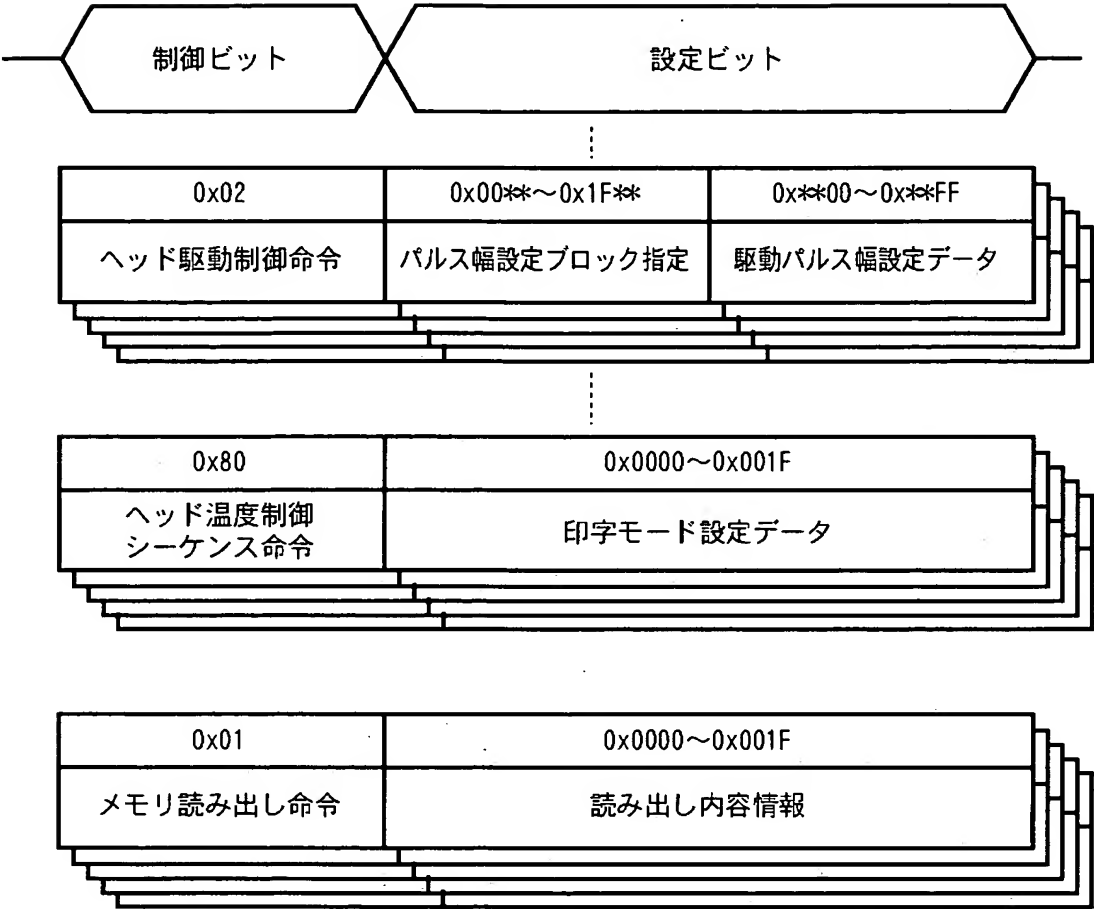 制御ビット 設定ビット
0x02 0x00**～0x1F** 0x**00～0x**FF
ヘッド駆動制御命令 パルス幅設定ブロック指定 駆動パルス幅設定データ
0x80 0x0000～0x001F
ヘッド温度制御
シーケンス命令
印字モード設定データ
0x01 0x0000～0x001F
メモリ読み出し命令 読み出し内容情報